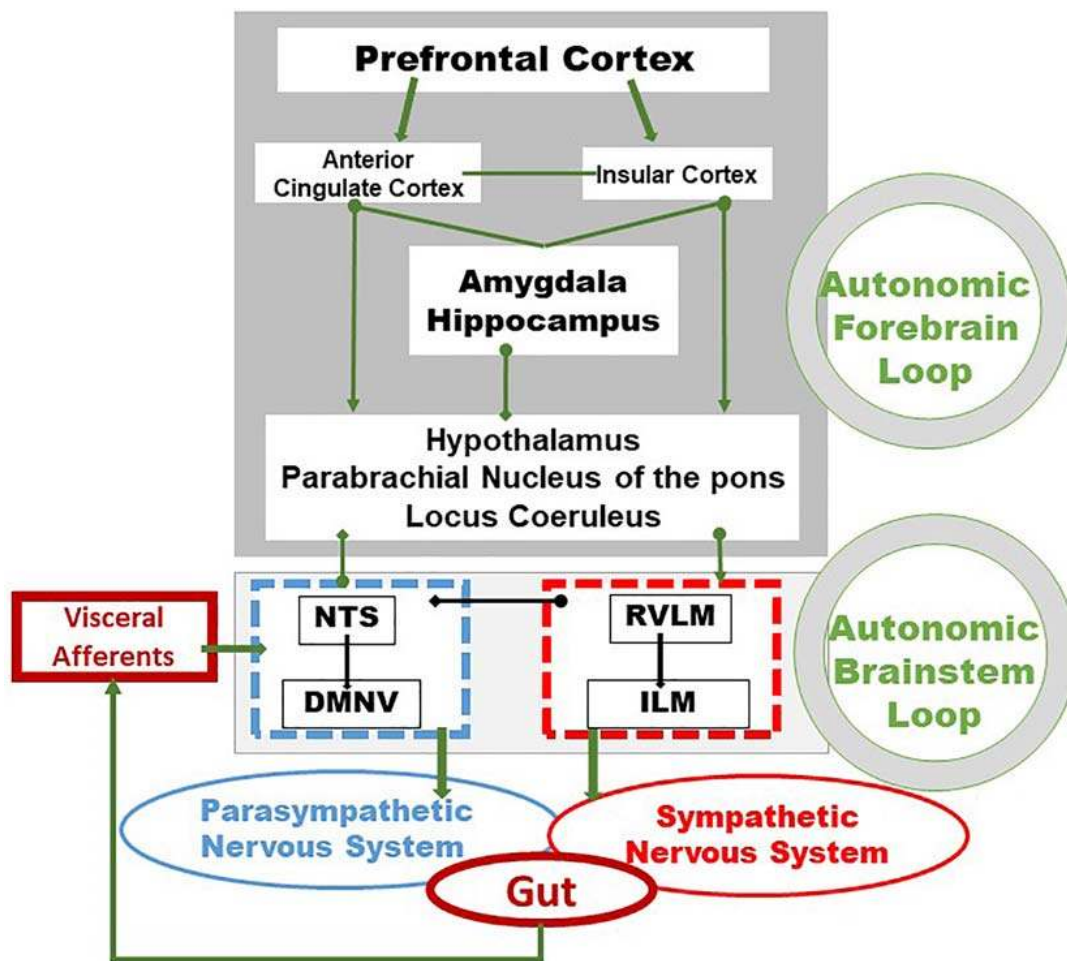 Prefrontal Cortex
Anterior
Cingulate Cortex
Insular Cortex
Amygdala
Hippocampus
Autonomic
Forebrain
Loop
Hypothalamus
Parabrachial Nucleus of the pons
Locus Coeruleus
Visceral
Afferents
NTS
DMNV
RVLM
ILM
Autonomic
Brainstem
Loop
Parasympathetic
Nervous System
Sympathetic
Nervous System
Gut